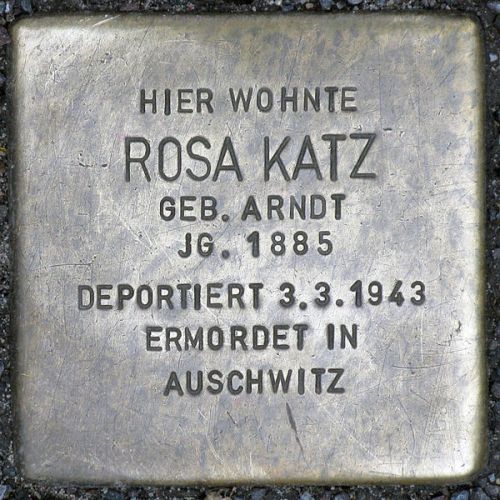 HIER WOHNTE
ROSA KATZ
GEB. ARNDT
JG. 1885
DEPORTIERT 3.3.1943
ERMORDET IN
AUSCHWITZ